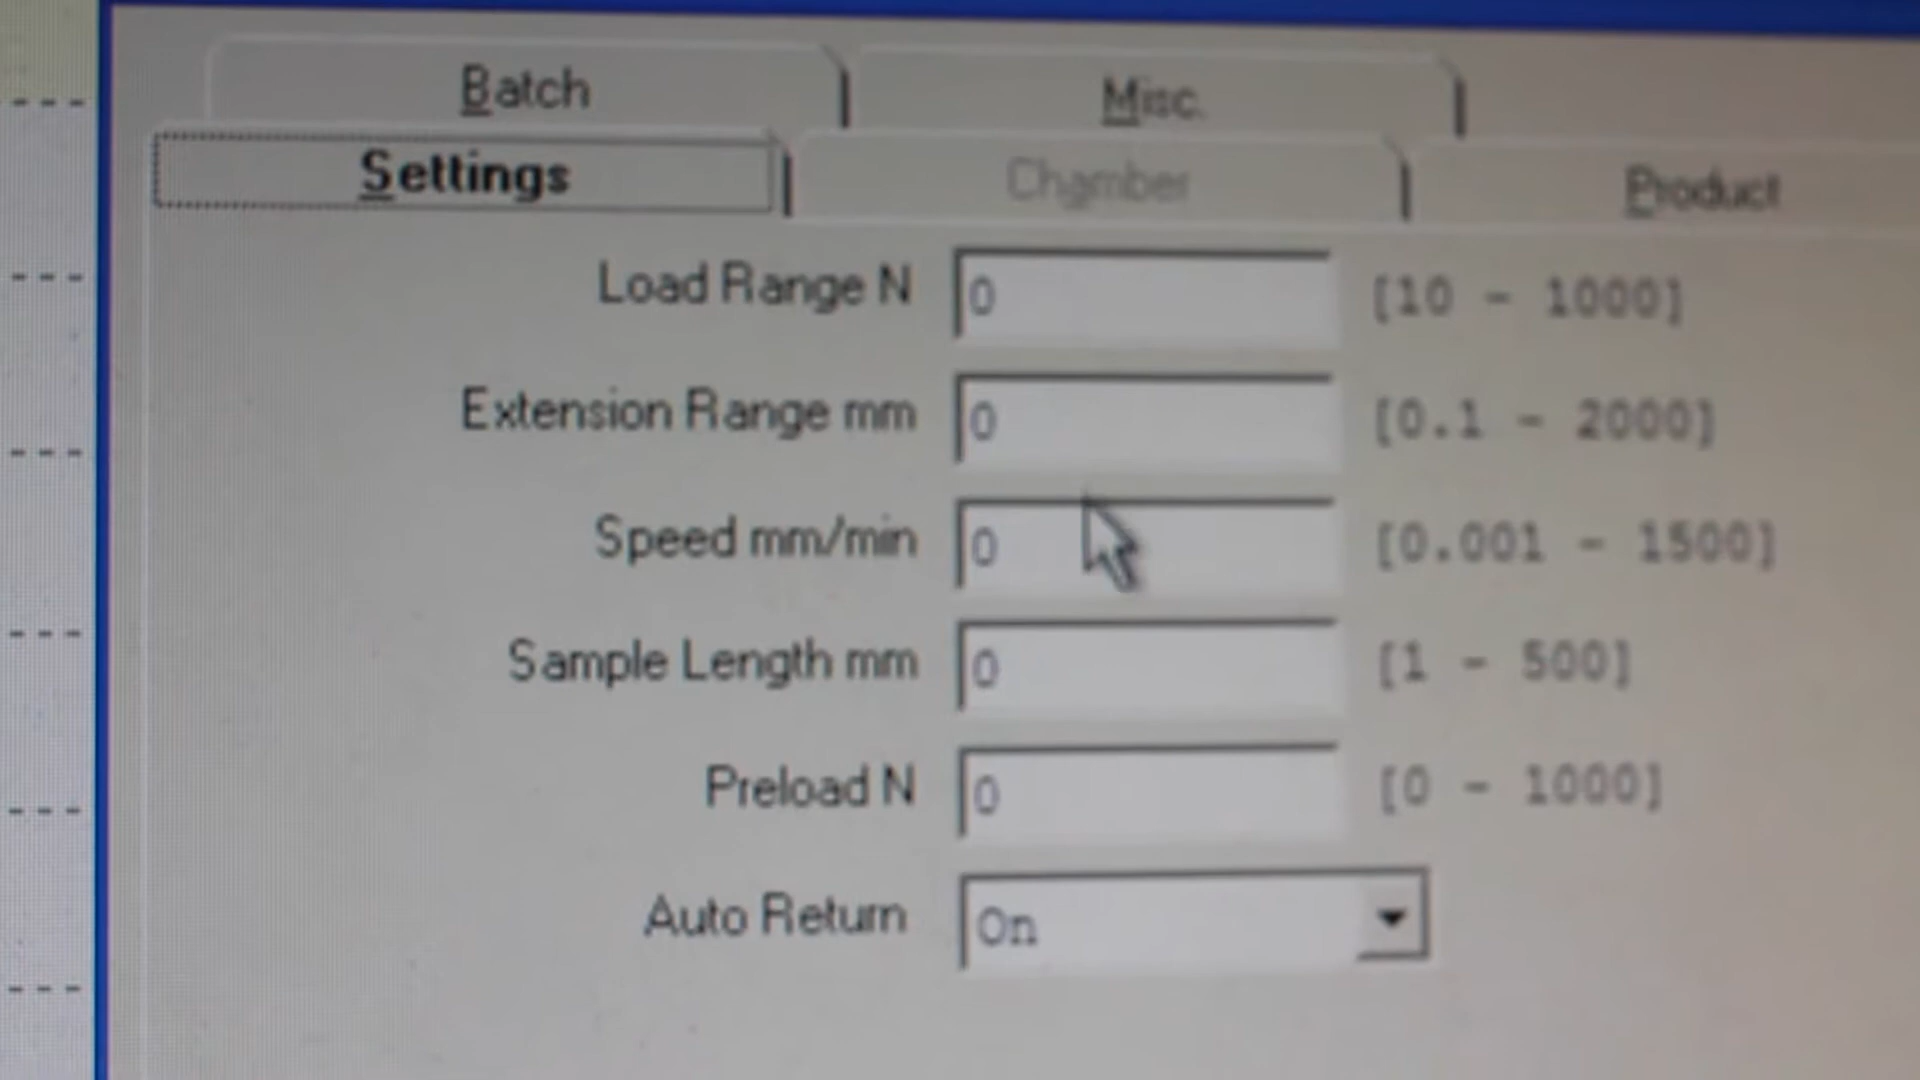 Batch Misc.
Settings Chamber Product
Load Range N 0 [10 - 1000]
Extension Range mm 0 [0.1 - 2000]
Speed mm/min 0 [0.001 - 1500]
Sample Length mm 0 [1 - 500]
Preload N 0 [0 - 1000]
Auto Return On